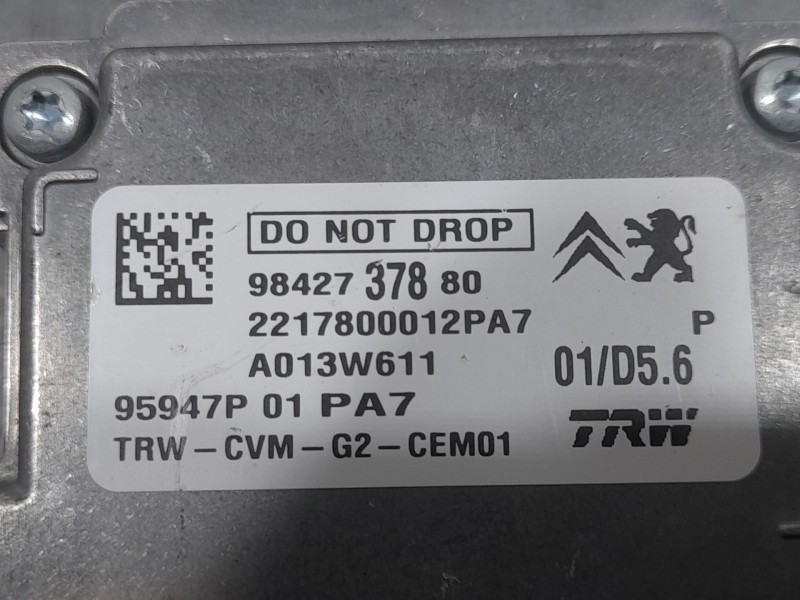 DO NOT DROP
98427 378 80
2217800012PA7 P
A013W611 01/D5.6
95947P 01 PA7 TRW
TRW-CVM-G2-CEM01